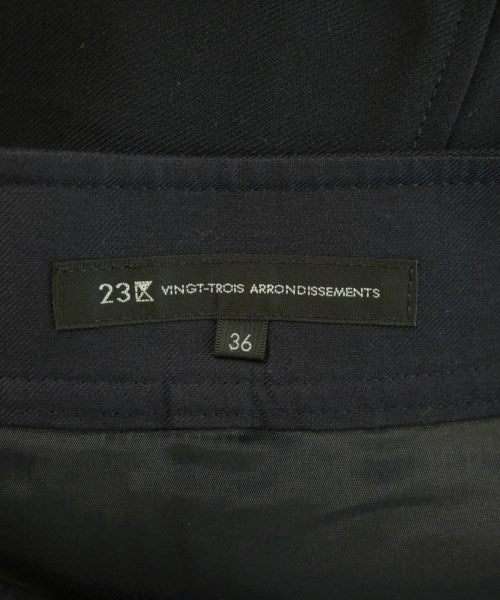 23区 VINGT-TROIS ARRONDISSEMENTS
36